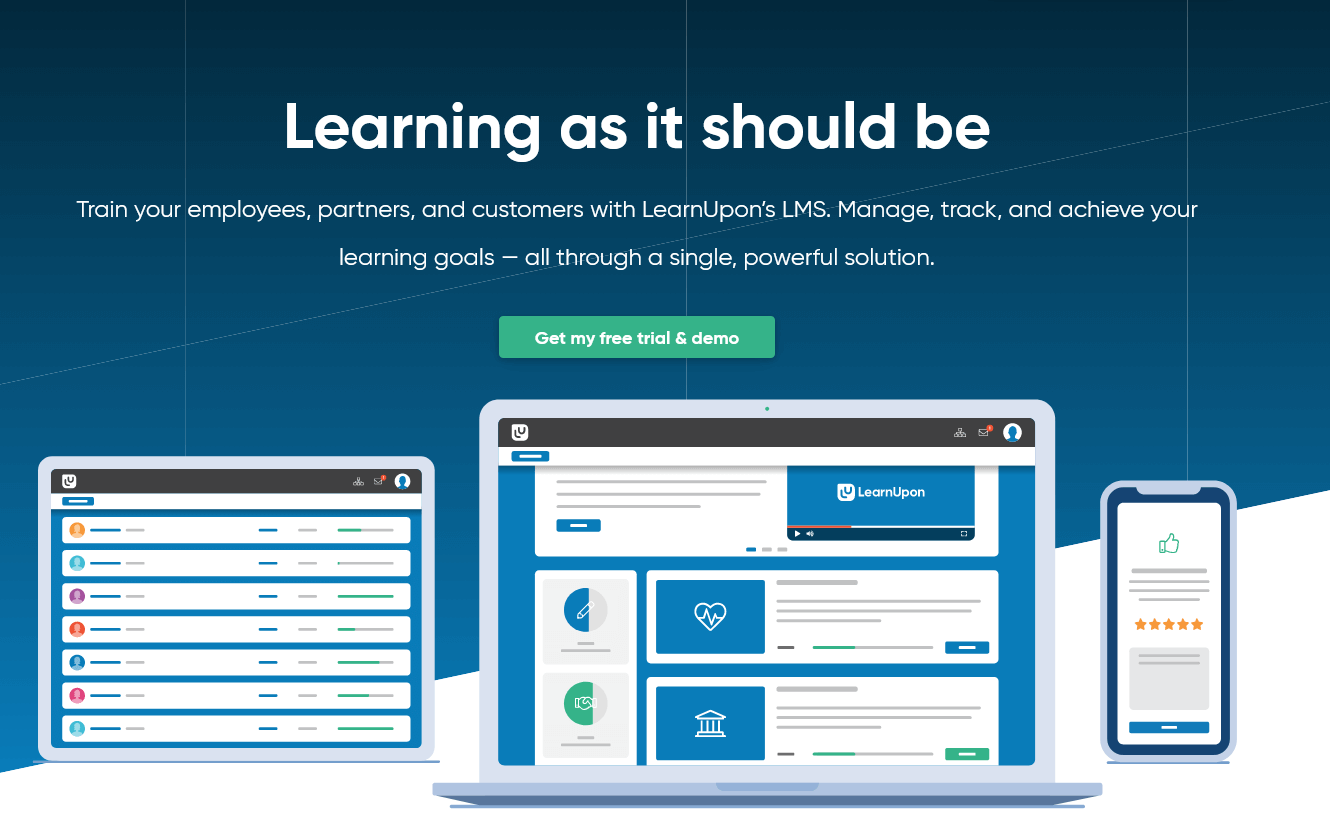 Learning as it should be
Train your employees, partners, and customers with LearnUpon’s LMS. Manage, track, and achieve your
learning goals — all through a single, powerful solution.
Get my free trial & demo
LearnUpon